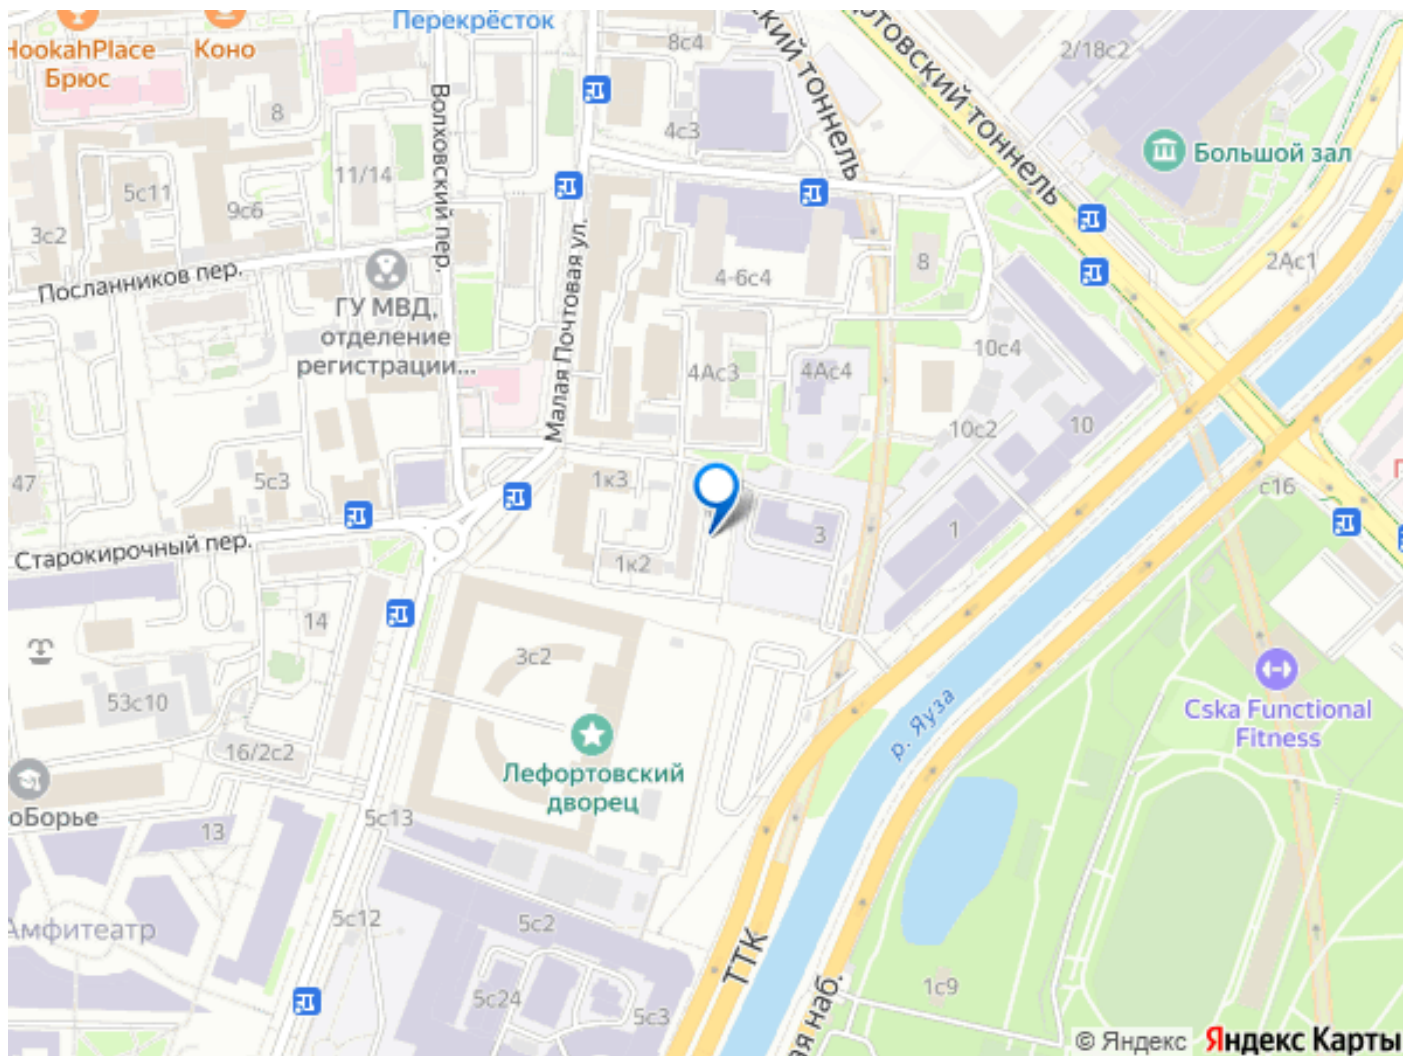 Перекрёсток
HookahPlace
Брюс
Коно
8с4
ский тоннель
ртовский тоннель
2/18с2
8
Волховский пер.
4с3
Большой зал
11/14
5с11
9с6
3с2
Посланников пер.
ГУ МВД,
отделение
регистрации...
Малая Почтовая ул.
4-6с4
8
2Ас1
4Ас3
4Ас4
10с4
10с2
10
47
5с3
1к3
с16
Старокирочный пер.
1к2
3
1
14
3с2
53с10
р. Яуза
Cska Functional
Fitness
16/2с2
Лефортовский
дворец
оБорье
13
5с13
Амфитеатр
5с12
5с2
ТТК
5с24
5с3
ая наб.
1с9
© Яндекс
Яндекс Карты